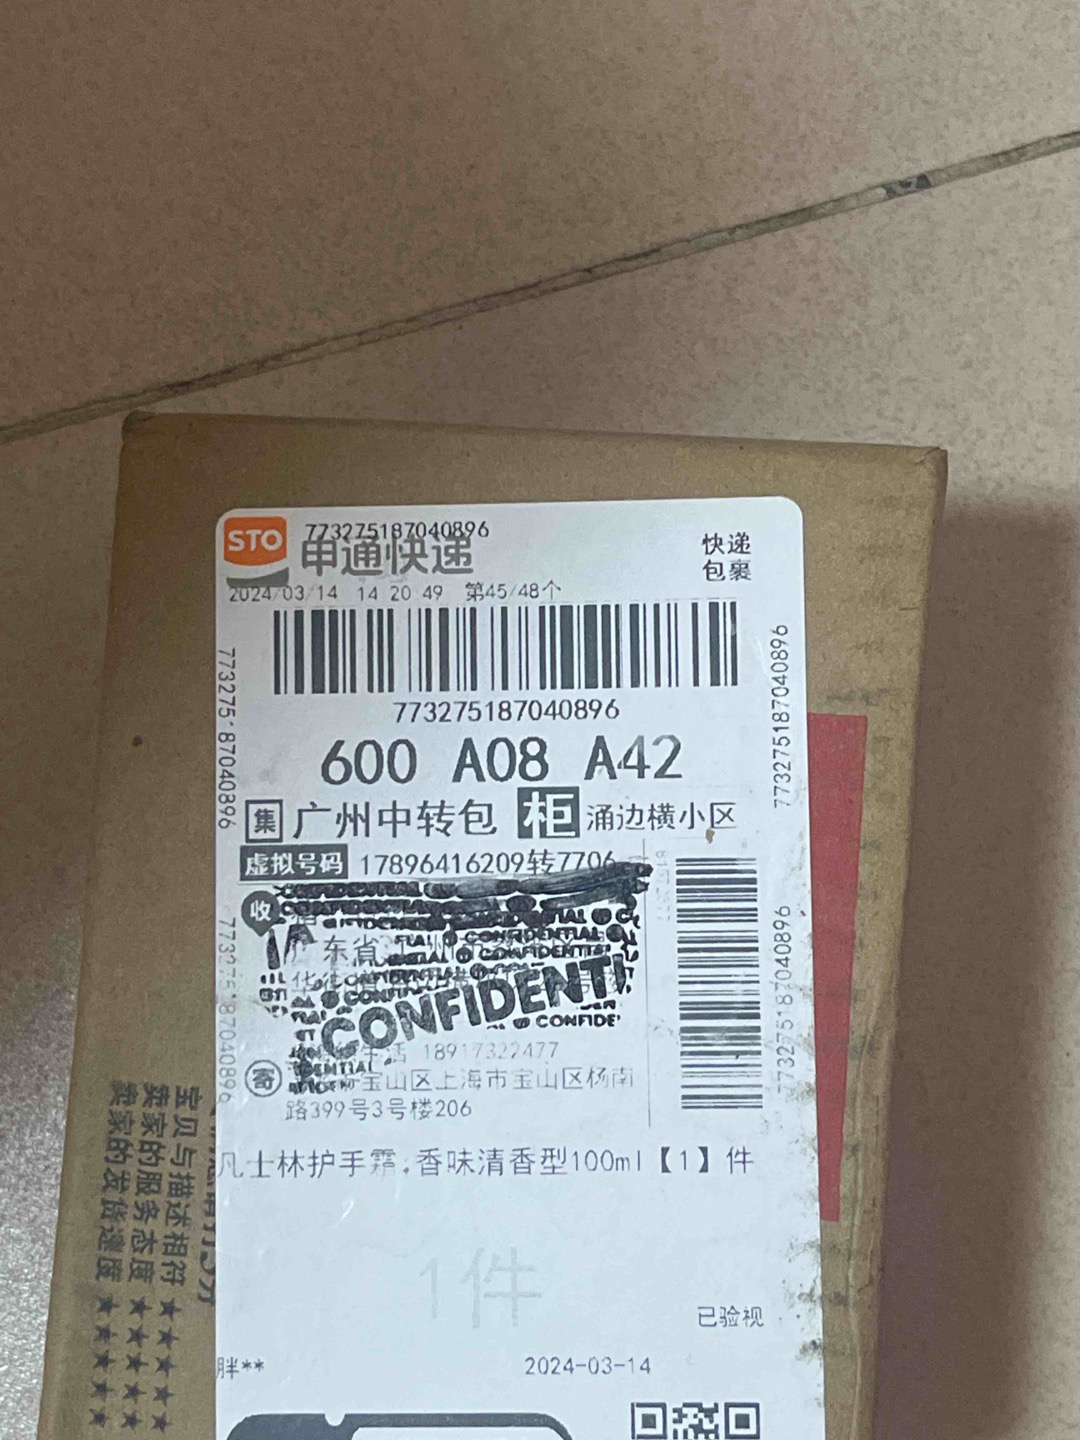 STO
773275187040896
申通快递
快递
包裹
2024/03/14 14 20 49 第45/48个
773275187040896
600 A08 A42
集 广州中转包 柜 涌边横小区
虚拟号码 17896416209转7706
收
东省
CONFIDENTIAL
CONFIDENTI
CONFIDE
寄
18917322477
宝山区上海市宝山区杨南
路399号3号楼206
凡士林护手霜,香味清香型100ml【1】件
1件
已验视
胖**
2024-03-14
773275187040896
773275187040896
773275187040896
773275187040896
宝贝与描述相符 ★★★★★
卖家的服务态度 ★★★★★
卖家的发货速度 ★★★★★